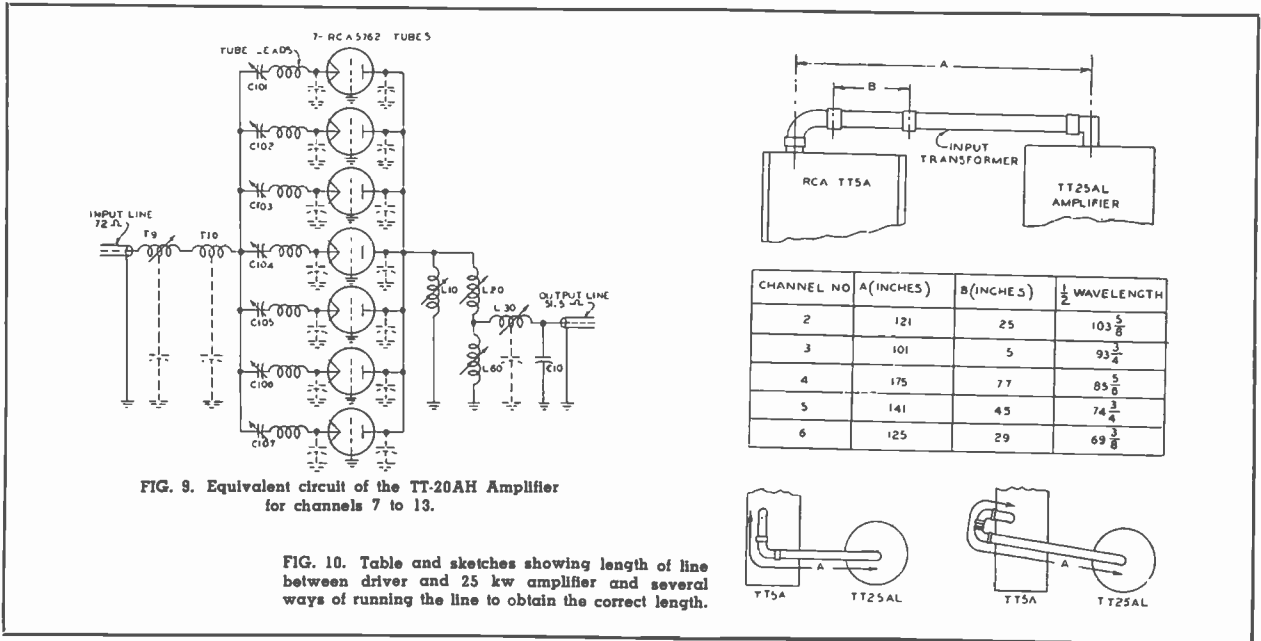 7- RCA5762 TUBES
TUBE LEADS
C101
C102
C103
C104
C105
C106
C107
INPUT LINE
72 Ω
T9
T10
L10
L20
L30
L60
C10
OUTPUT LINE
51.5 Ω
FIG. 9. Equivalent circuit of the TT-20AH Amplifier
for channels 7 to 13.
A
B
INPUT
TRANSFORMER
RCA TT5A
TT25AL
AMPLIFIER
CHANNEL NO A(INCHES) B(INCHES) 1/2 WAVELENGTH
2 121 25 103 5/8
3 101 5 93 3/4
4 175 77 85 5/8
5 141 45 74 3/4
6 125 29 69 3/8
A
TT5A TT25AL
A
TT5A TT25AL
FIG. 10. Table and sketches showing length of line
between driver and 25 kw amplifier and several
ways of running the line to obtain the correct length.